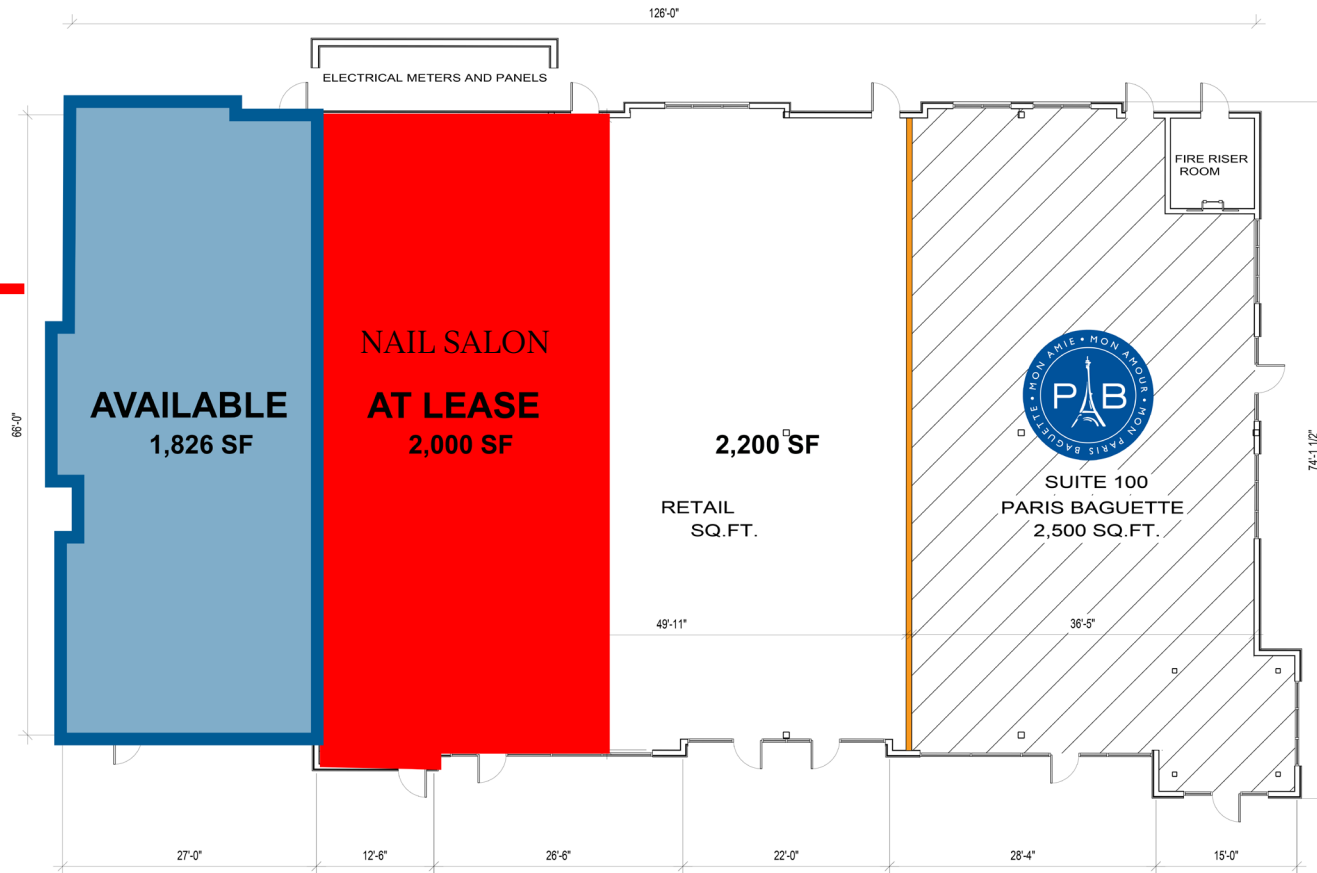 126'-0"
ELECTRICAL METERS AND PANELS
FIRE RISER
ROOM
66'-0"
74'-1 1/2"
NAIL SALON
AVAILABLE
1,826 SF
AT LEASE
2,000 SF
2,200 SF
RETAIL
SQ.FT.
MON AMIE • MON AMOUR • MON PARIS BAGUETTE •
PB
SUITE 100
PARIS BAGUETTE
2,500 SQ.FT.
49'-11"
36'-5"
27'-0"
12'-6"
26'-6"
22'-0"
28'-4"
15'-0"